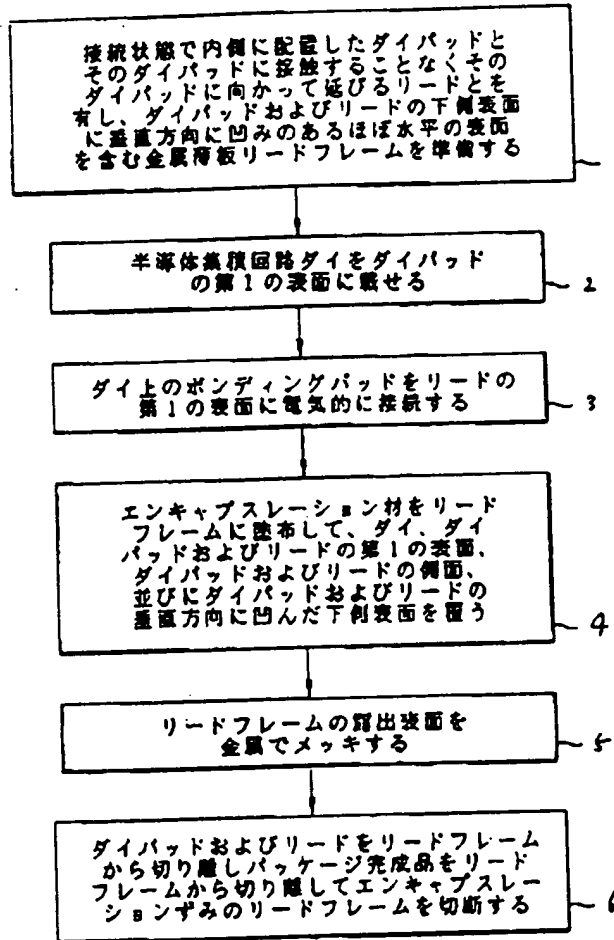 接続状態で内側に配置したダイパッドと
そのダイパッドに接触することなくその
ダイパッドに向かって延びるリードとを
有し、ダイパッドおよびリードの下側表面
に垂直方向に凹みのあるほぼ水平の表面
を含む金属薄板リードフレームを準備する
半導体集積回路ダイをダイパッド
の第1の表面に載せる
2
ダイ上のボンディングパッドをリードの
第1の表面に電気的に接続する
3
エンキャプスレーション材をリード
フレームに塗布して、ダイ、ダイ
パッドおよびリードの第1の表面、
ダイパッドおよびリードの側面、
並びにダイパッドおよびリードの
垂直方向に凹んだ下側表面を覆う
4
リードフレームの露出表面を
金属でメッキする
5
ダイパッドおよびリードをリードフレーム
から切り離しパッケージ完成品をリード
フレームから切り離してエンキャプスレー
ションずみのリードフレームを切断する
6